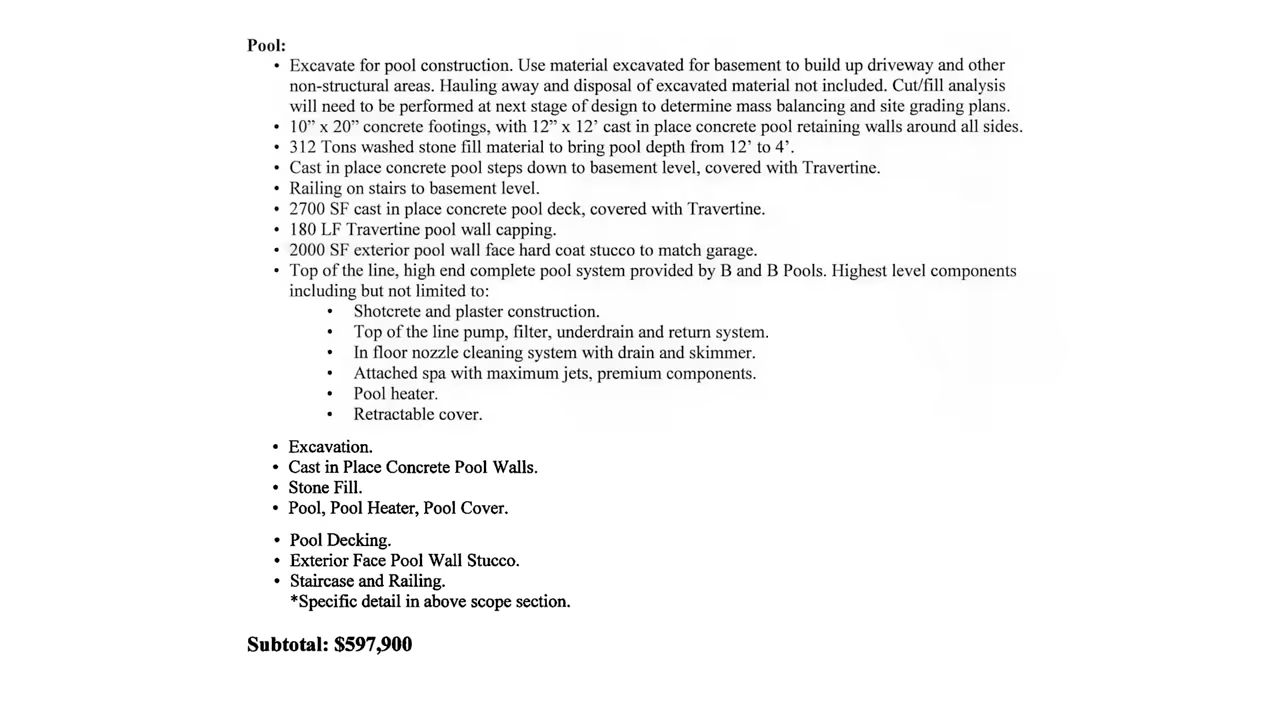 Pool:
• Excavate for pool construction. Use material excavated for basement to build up driveway and other
non-structural areas. Hauling away and disposal of excavated material not included. Cut/fill analysis
will need to be performed at next stage of design to determine mass balancing and site grading plans.
• 10” x 20” concrete footings, with 12” x 12’ cast in place concrete pool retaining walls around all sides.
• 312 Tons washed stone fill material to bring pool depth from 12’ to 4’.
• Cast in place concrete pool steps down to basement level, covered with Travertine.
• Railing on stairs to basement level.
• 2700 SF cast in place concrete pool deck, covered with Travertine.
• 180 LF Travertine pool wall capping.
• 2000 SF exterior pool wall face hard coat stucco to match garage.
• Top of the line, high end complete pool system provided by B and B Pools. Highest level components
including but not limited to:
• Shotcrete and plaster construction.
• Top of the line pump, filter, underdrain and return system.
• In floor nozzle cleaning system with drain and skimmer.
• Attached spa with maximum jets, premium components.
• Pool heater.
• Retractable cover.
• Excavation.
• Cast in Place Concrete Pool Walls.
• Stone Fill.
• Pool, Pool Heater, Pool Cover.
• Pool Decking.
• Exterior Face Pool Wall Stucco.
• Staircase and Railing.
*Specific detail in above scope section.
Subtotal: $597,900